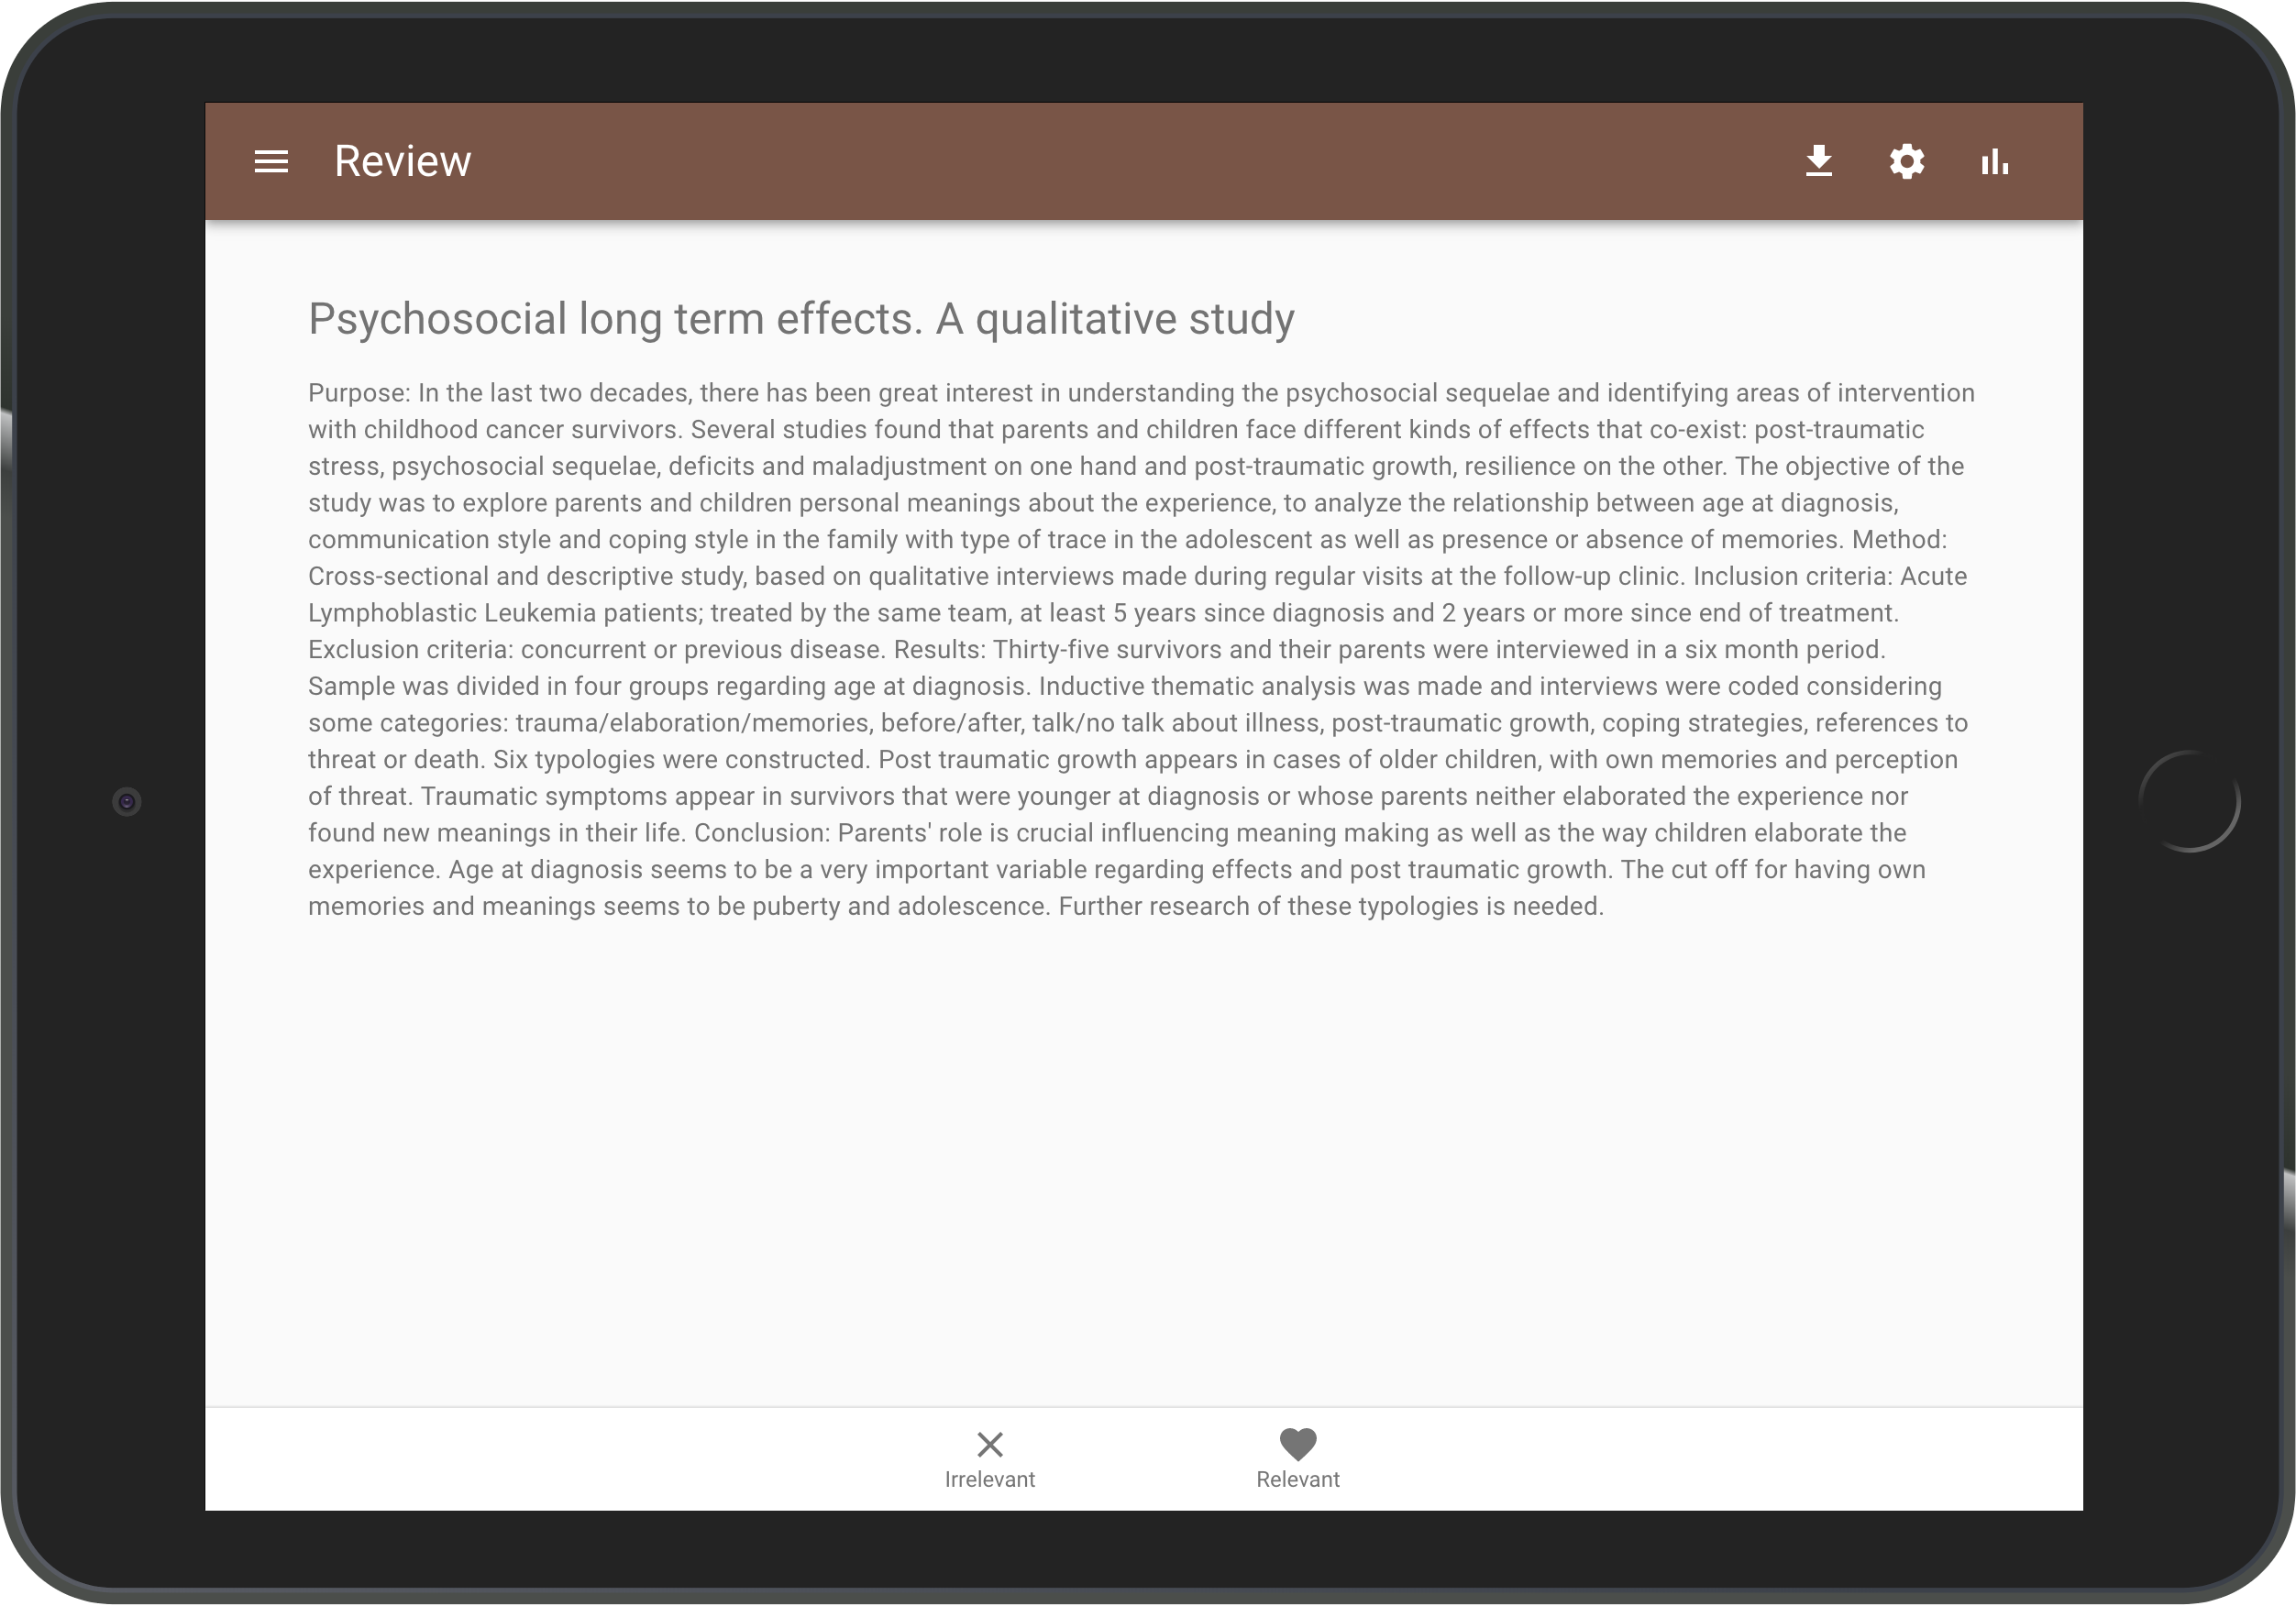 Review
Psychosocial long term effects. A qualitative study
Purpose: In the last two decades, there has been great interest in understanding the psychosocial sequelae and identifying areas of intervention
with childhood cancer survivors. Several studies found that parents and children face different kinds of effects that co-exist: post-traumatic
stress, psychosocial sequelae, deficits and maladjustment on one hand and post-traumatic growth, resilience on the other. The objective of the
study was to explore parents and children personal meanings about the experience, to analyze the relationship between age at diagnosis,
communication style and coping style in the family with type of trace in the adolescent as well as presence or absence of memories. Method:
Cross-sectional and descriptive study, based on qualitative interviews made during regular visits at the follow-up clinic. Inclusion criteria: Acute
Lymphoblastic Leukemia patients; treated by the same team, at least 5 years since diagnosis and 2 years or more since end of treatment.
Exclusion criteria: concurrent or previous disease. Results: Thirty-five survivors and their parents were interviewed in a six month period.
Sample was divided in four groups regarding age at diagnosis. Inductive thematic analysis was made and interviews were coded considering
some categories: trauma/elaboration/memories, before/after, talk/no talk about illness, post-traumatic growth, coping strategies, references to
threat or death. Six typologies were constructed. Post traumatic growth appears in cases of older children, with own memories and perception
of threat. Traumatic symptoms appear in survivors that were younger at diagnosis or whose parents neither elaborated the experience nor
found new meanings in their life. Conclusion: Parents' role is crucial influencing meaning making as well as the way children elaborate the
experience. Age at diagnosis seems to be a very important variable regarding effects and post traumatic growth. The cut off for having own
memories and meanings seems to be puberty and adolescence. Further research of these typologies is needed.
Irrelevant
Relevant